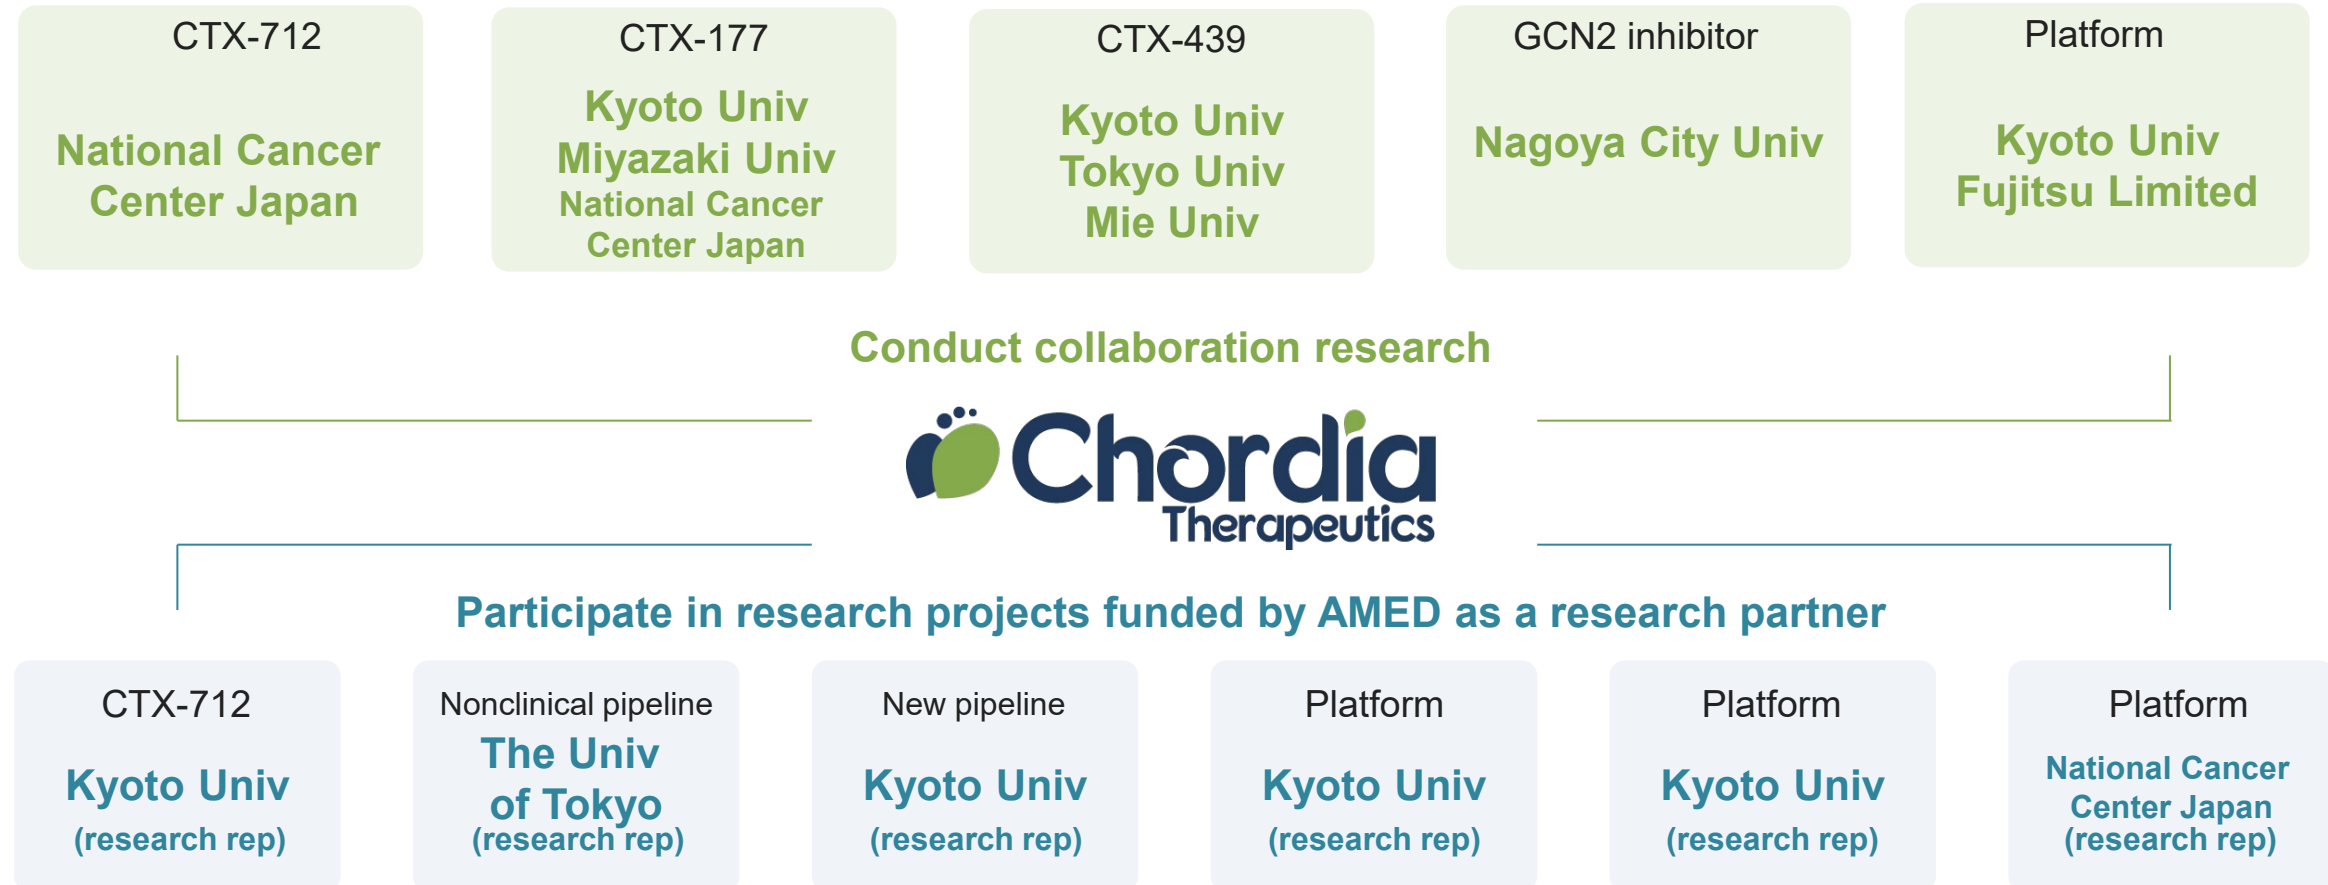 CTX-712
National Cancer
Center Japan
CTX-177
Kyoto Univ
Miyazaki Univ
National Cancer
Center Japan
CTX-439
Kyoto Univ
Tokyo Univ
Mie Univ
GCN2 inhibitor
Nagoya City Univ
Platform
Kyoto Univ
Fujitsu Limited
Conduct collaboration research
Chordia
Therapeutics
Participate in research projects funded by AMED as a research partner
CTX-712
Kyoto Univ
(research rep)
Nonclinical pipeline
The Univ
of Tokyo
(research rep)
New pipeline
Kyoto Univ
(research rep)
Platform
Kyoto Univ
(research rep)
Platform
Kyoto Univ
(research rep)
Platform
National Cancer
Center Japan
(research rep)